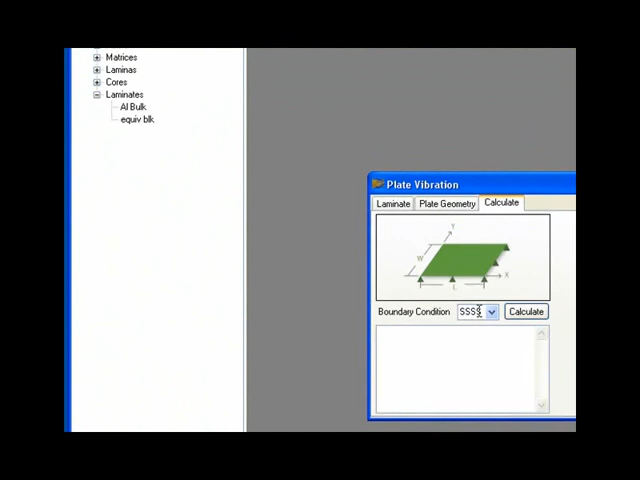 Matrices
Laminas
Cores
Laminates
Al Bulk
equiv blk
Plate Vibration
Laminate Plate Geometry Calculate
Y
W
X
L
Boundary Condition SSSS Calculate